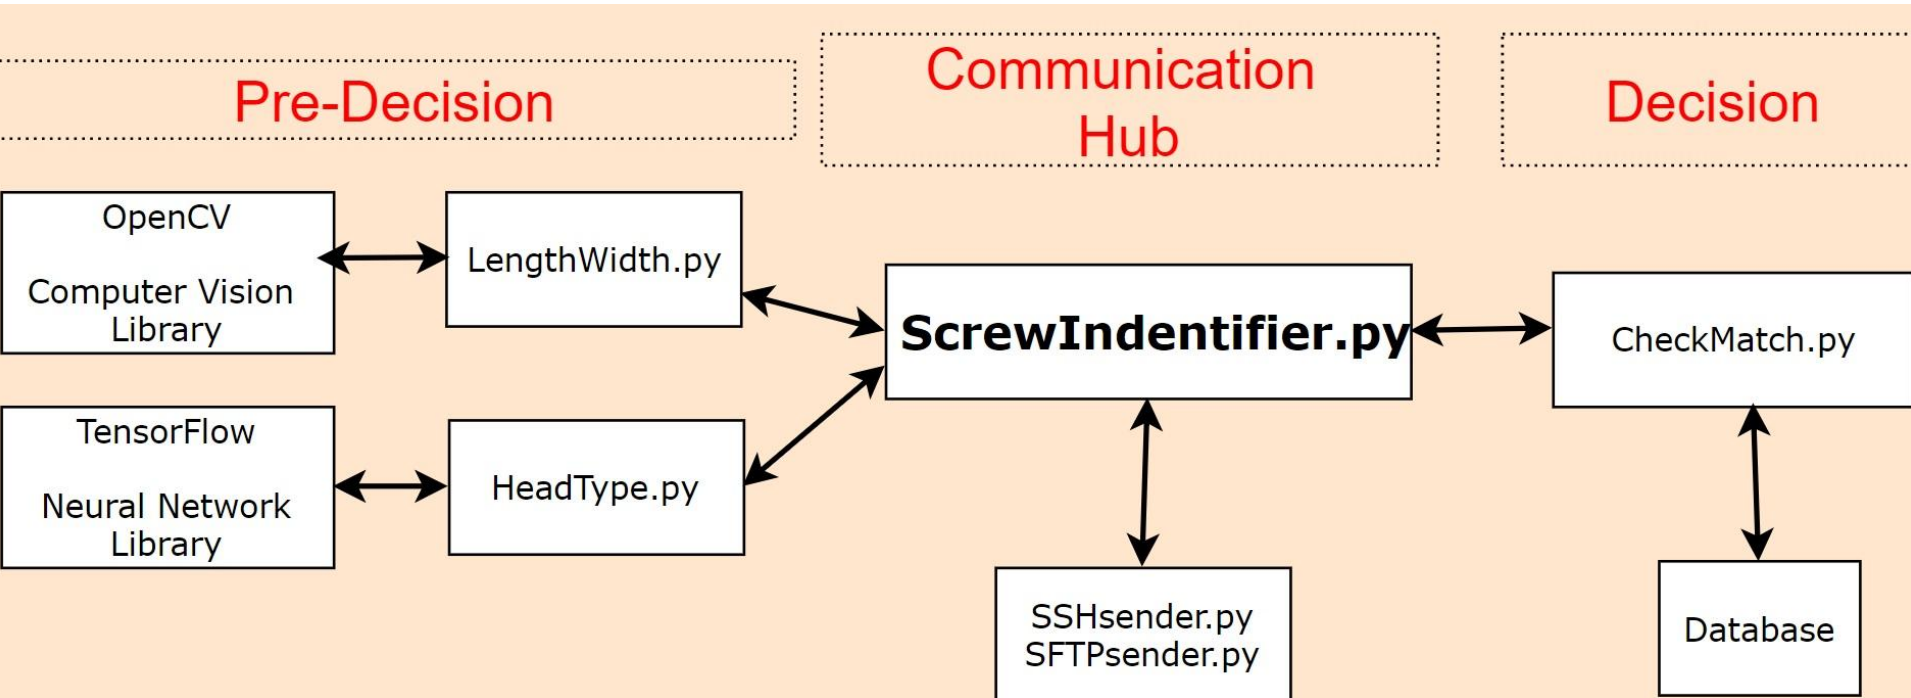 Pre-Decision
Communication
Hub
Decision
OpenCV
Computer Vision
Library
LengthWidth.py
ScrewIndentifier.py
CheckMatch.py
TensorFlow
Neural Network
Library
HeadType.py
SSHsender.py
SFTPsender.py
Database